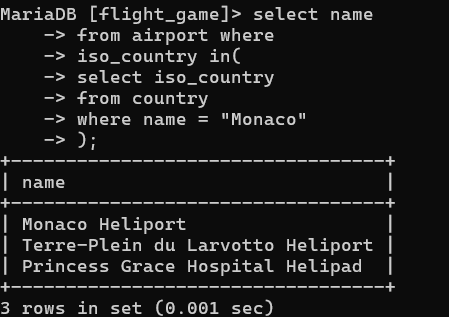 MariaDB [flight_game]> select name
    -> from airport where
    -> iso_country in(
    -> select iso_country
    -> from country
    -> where name = "Monaco"
    -> );
+---------------------------------+
| name                            |
+---------------------------------+
| Monaco Heliport                 |
| Terre-Plein du Larvotto Heliport |
| Princess Grace Hospital Helipad |
+---------------------------------+
3 rows in set (0.001 sec)